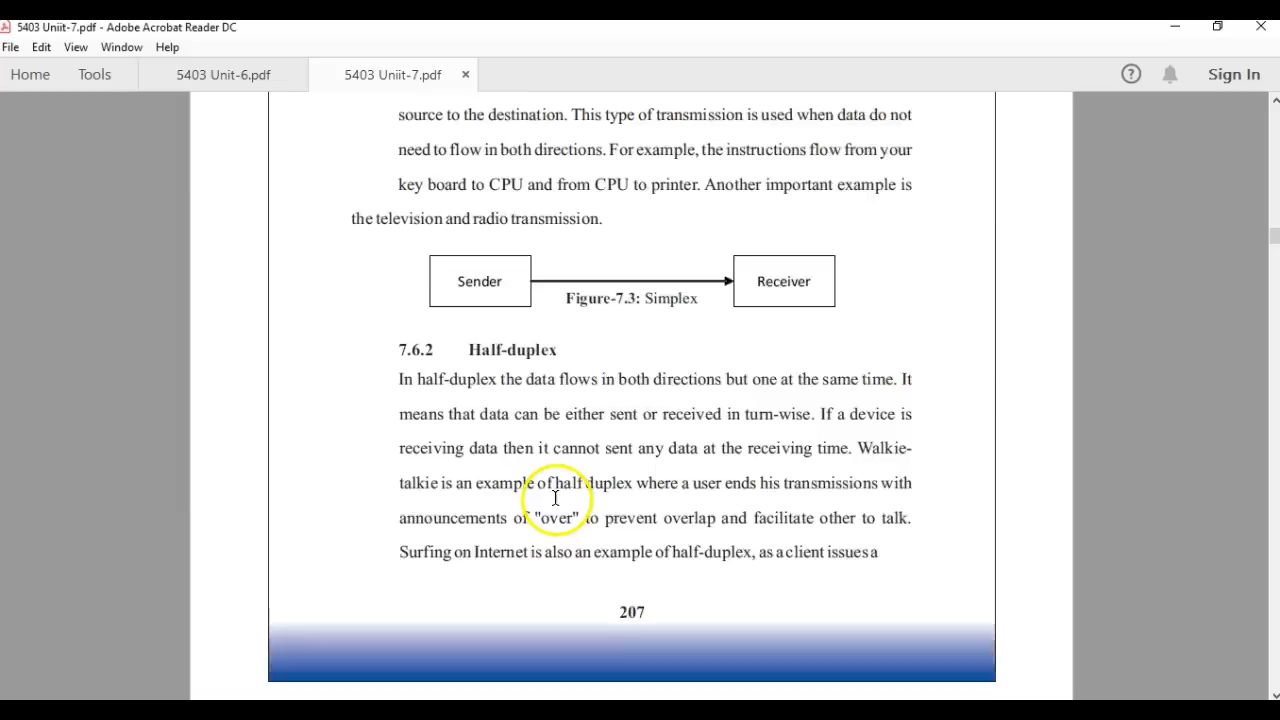 5403 Uniit-7.pdf - Adobe Acrobat Reader DC
File Edit View Window Help
Home Tools 5403 Unit-6.pdf 5403 Uniit-7.pdf × ? Sign In
source to the destination. This type of transmission is used when data do not
need to flow in both directions. For example, the instructions flow from your
key board to CPU and from CPU to printer. Another important example is
the television and radio transmission.
Sender Receiver
Figure-7.3: Simplex
7.6.2 Half-duplex
In half-duplex the data flows in both directions but one at the same time. It
means that data can be either sent or received in turn-wise. If a device is
receiving data then it cannot sent any data at the receiving time. Walkie-
talkie is an example of half duplex where a user ends his transmissions with
announcements of "over" to prevent overlap and facilitate other to talk.
Surfing on Internet is also an example of half-duplex, as a client issues a
207